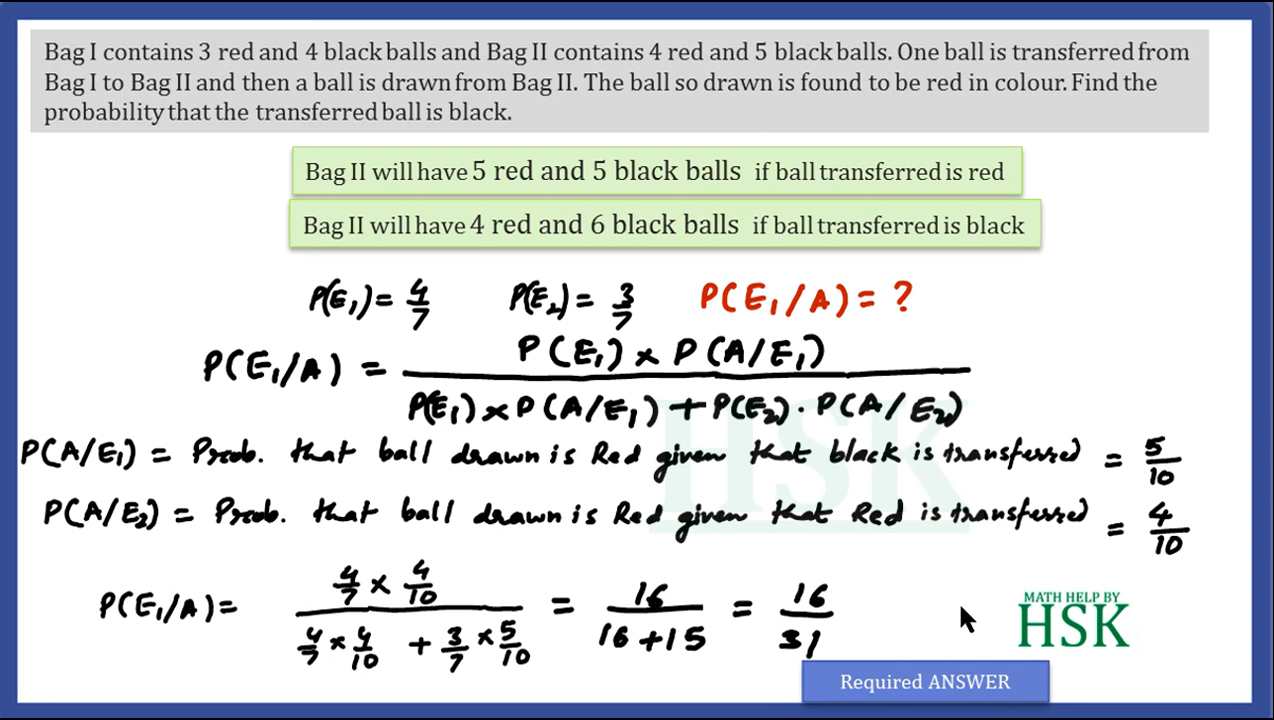 Bag I contains 3 red and 4 black balls and Bag II contains 4 red and 5 black balls. One ball is transferred from
Bag I to Bag II and then a ball is drawn from Bag II. The ball so drawn is found to be red in colour. Find the
probability that the transferred ball is black.
Bag II will have 5 red and 5 black balls if ball transferred is red
Bag II will have 4 red and 6 black balls if ball transferred is black
P(E₁) = 4/7 P(E₂) = 3/7 P(E₁/A) = ?
P(E₁/A) = P(E₁) × P(A/E₁) / P(E₁) × P(A/E₁) + P(E₂) · P(A/E₂)
P(A/E₁) = Prob. that ball drawn is Red given that black is transferred = 5/10
P(A/E₂) = Prob. that ball drawn is Red given that Red is transferred = 4/10
P(E₁/A) = 4/7 × 4/10 / 4/7 × 4/10 + 3/7 × 5/10 = 16 / 16+15 = 16/31
MATH HELP BY
HSK
Required ANSWER
HSK